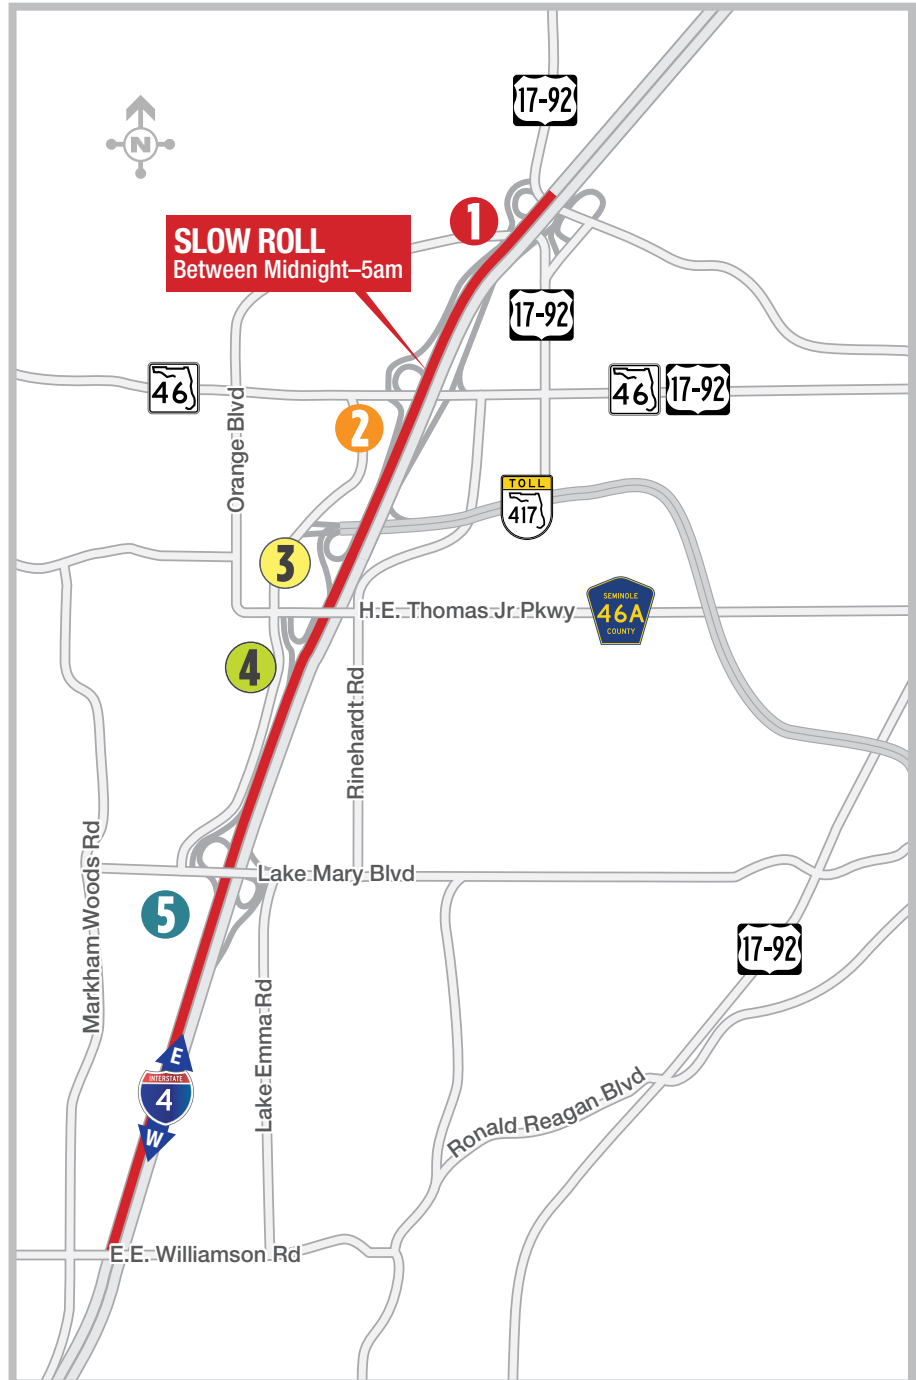 17-92
N
1
SLOW ROLL
Between Midnight–5am
17-92
46
46
17-92
2
Orange Blvd
TOLL
417
3
H.E. Thomas Jr Pkwy
SEMINOLE
46A
COUNTY
4
Rinehardt Rd
Markham Woods Rd
Lake Mary Blvd
5
17-92
Lake Emma Rd
E
INTERSTATE
4
W
Ronald Reagan Blvd
E.E. Williamson Rd